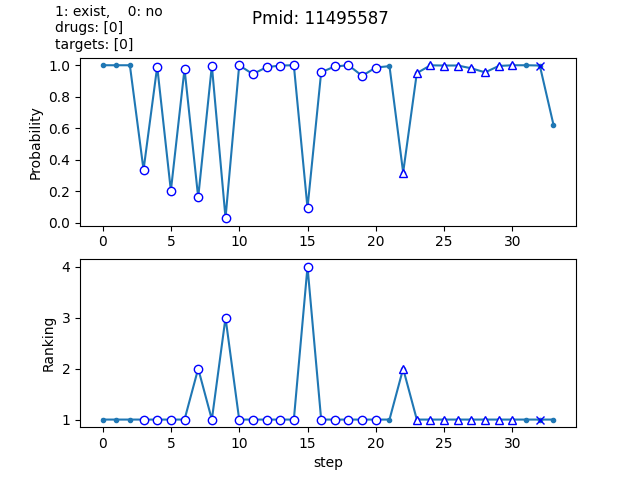 1: exist,    0: no
drugs: [0]
targets: [0]
Pmid: 11495587
1.0
0.8
0.6
0.4
0.2
0.0
Probability
0 5 10 15 20 25 30
4
3
2
1
Ranking
0 5 10 15 20 25 30
step